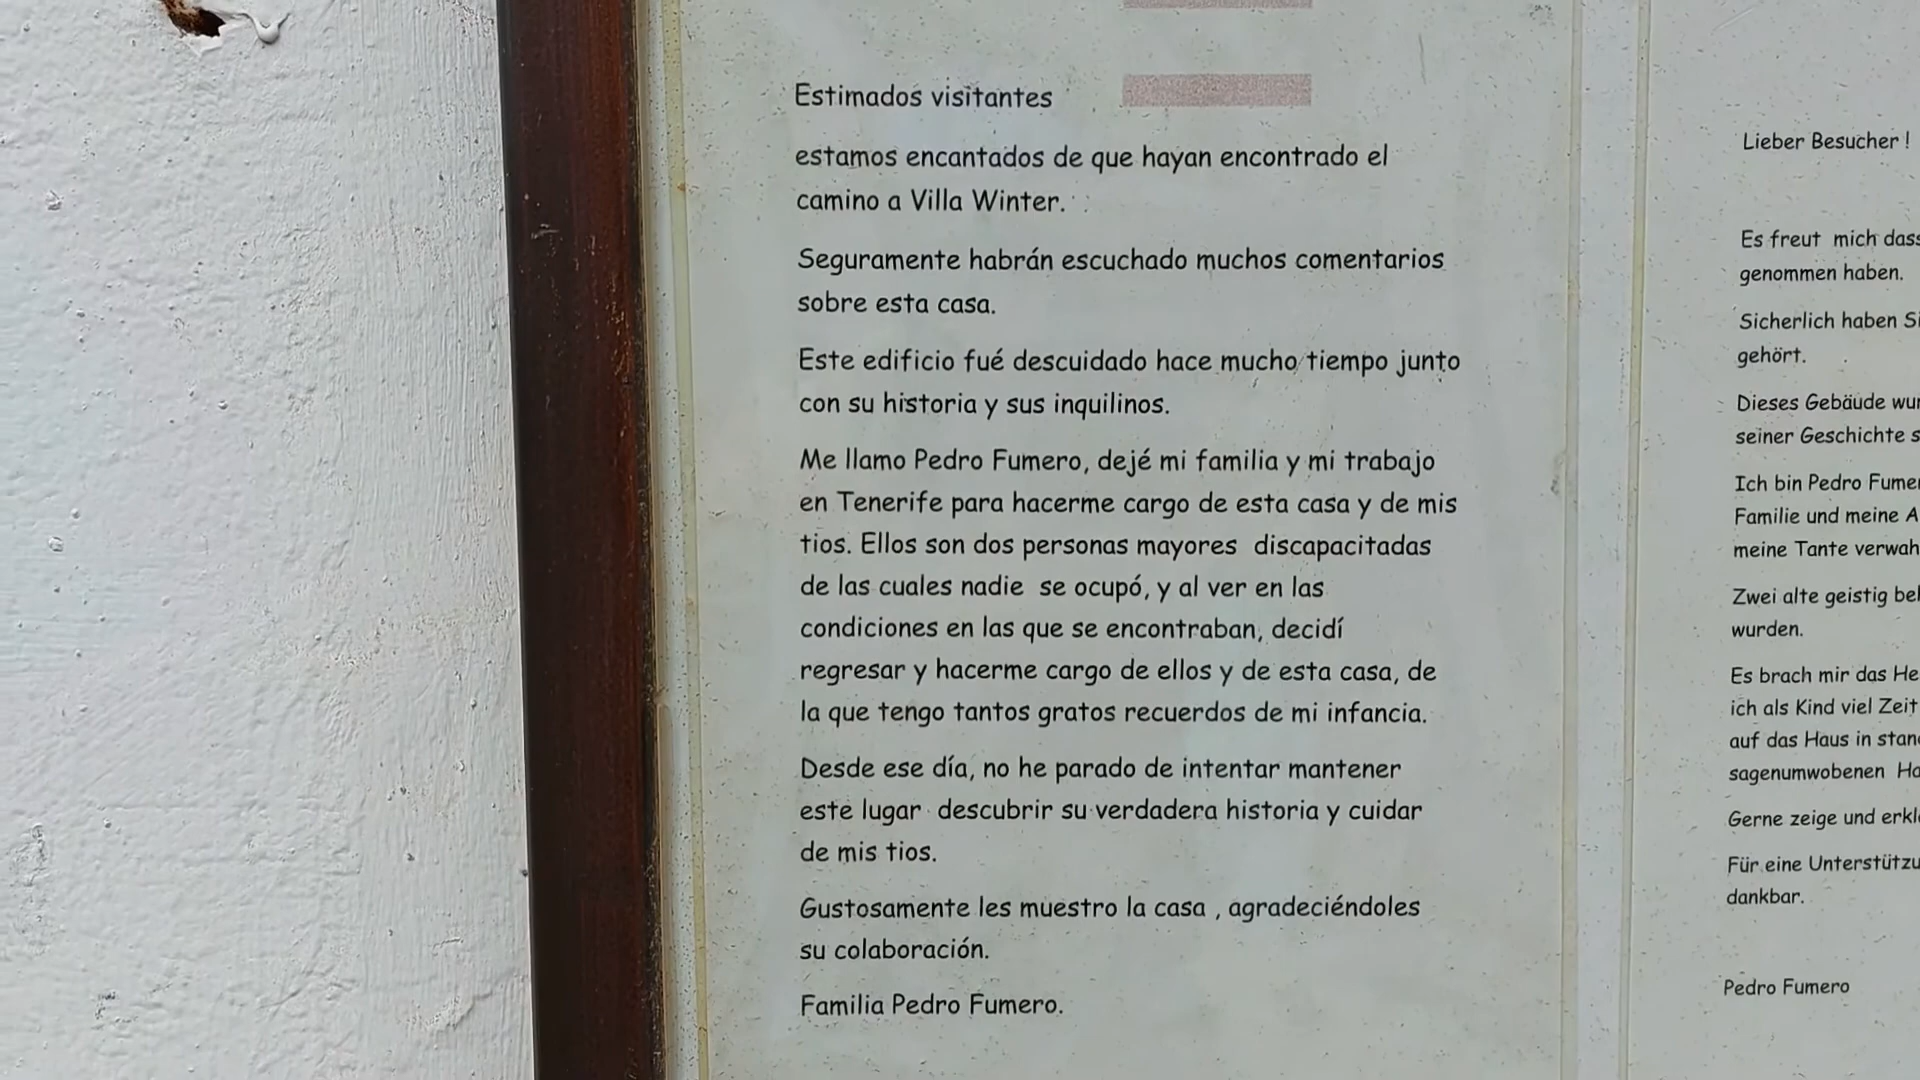 Estimados visitantes
estamos encantados de que hayan encontrado el
camino a Villa Winter.
Seguramente habrán escuchado muchos comentarios
sobre esta casa.
Este edificio fué descuidado hace mucho tiempo junto
con su historia y sus inquilinos.
Me llamo Pedro Fumero, dejé mi familia y mi trabajo
en Tenerife para hacerme cargo de esta casa y de mis
tios. Ellos son dos personas mayores discapacitadas
de las cuales nadie se ocupó, y al ver en las
condiciones en las que se encontraban, decidí
regresar y hacerme cargo de ellos y de esta casa, de
la que tengo tantos gratos recuerdos de mi infancia.
Desde ese día, no he parado de intentar mantener
este lugar descubrir su verdadera historia y cuidar
de mis tios.
Gustosamente les muestro la casa , agradeciéndoles
su colaboración.
Familia Pedro Fumero.
Lieber Besucher !
Es freut mich dass
genommen haben.
Sicherlich haben
gehört.
Dieses Gebäude
seiner Geschichte
Ich bin Pedro
Familie und meine
meine Tante
Zwei alte geistig
wurden.
Es brach mir das
ich als Kind viel Zeit
auf das Haus in
sagenumwobenen
Gerne zeige und
Für eine
dankbar.
Pedro Fumero